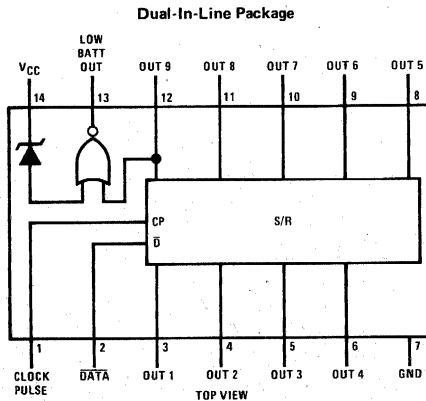 Dual-In-Line Package
LOW
BATT
OUT
VCC
OUT 9
OUT 8
OUT 7
OUT 6
OUT 5
14
13
12
11
10
9
8
CP
S/R
D̅
1
2
3
4
5
6
7
CLOCK
PULSE
D̅A̅T̅A̅
OUT 1
OUT 2
OUT 3
OUT 4
GND
TOP VIEW